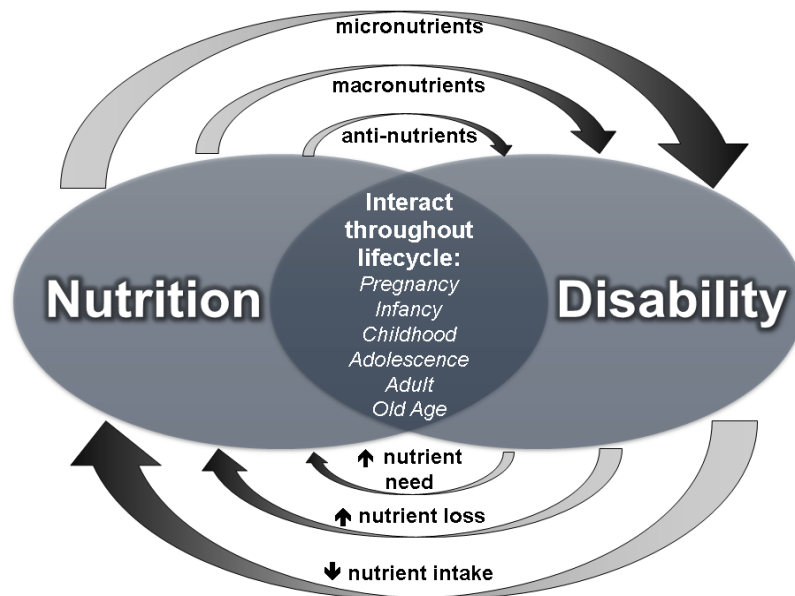 micronutrients
macronutrients
anti-nutrients
Interact
throughout
lifecycle:
Pregnancy
Infancy
Childhood
Adolescence
Adult
Old Age
Nutrition
Disability
↑ nutrient
need
↑ nutrient loss
↓ nutrient intake